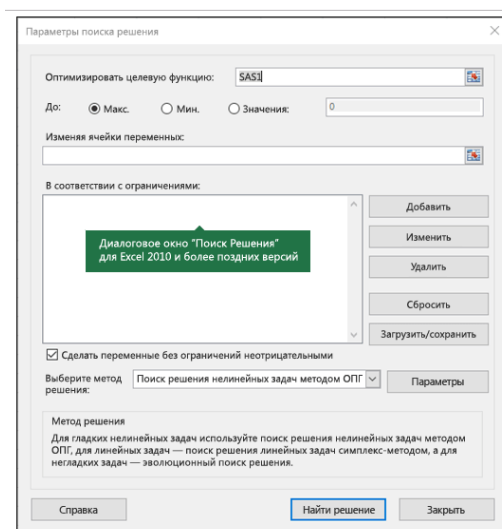 Параметры поиска решения
Оптимизировать целевую функцию: SAS1
До: Макс. Мин. Значения: 0
Изменяя ячейки переменных:
В соответствии с ограничениями:
Добавить
Диалоговое окно "Поиск Решения"
для Excel 2010 и более поздних версий
Изменить
Удалить
Сбросить
Загрузить/сохранить
Сделать переменные без ограничений неотрицательными
Выберите метод решения: Поиск решения нелинейных задач методом ОПГ Параметры
Метод решения
Для гладких нелинейных задач используйте поиск решения нелинейных задач методом
ОПГ, для линейных задач — поиск решения линейных задач симплекс-методом, а для
негладких задач — эволюционный поиск решения.
Справка Найти решение Закрыть